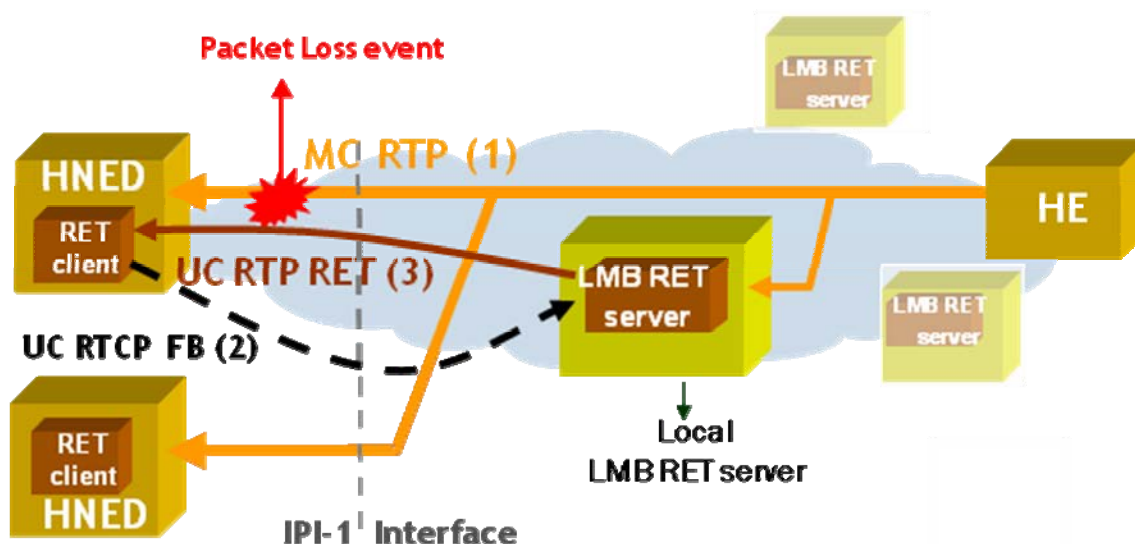 Packet Loss event
LMB RET
server
MC RTP (1)
HNED
HE
RET
client
UC RTP RET (3)
LMB RET
server
LMB RET
server
UC RTCP FB (2)
RET
client
HNED
Local
LMB RET server
IPI-1 Interface